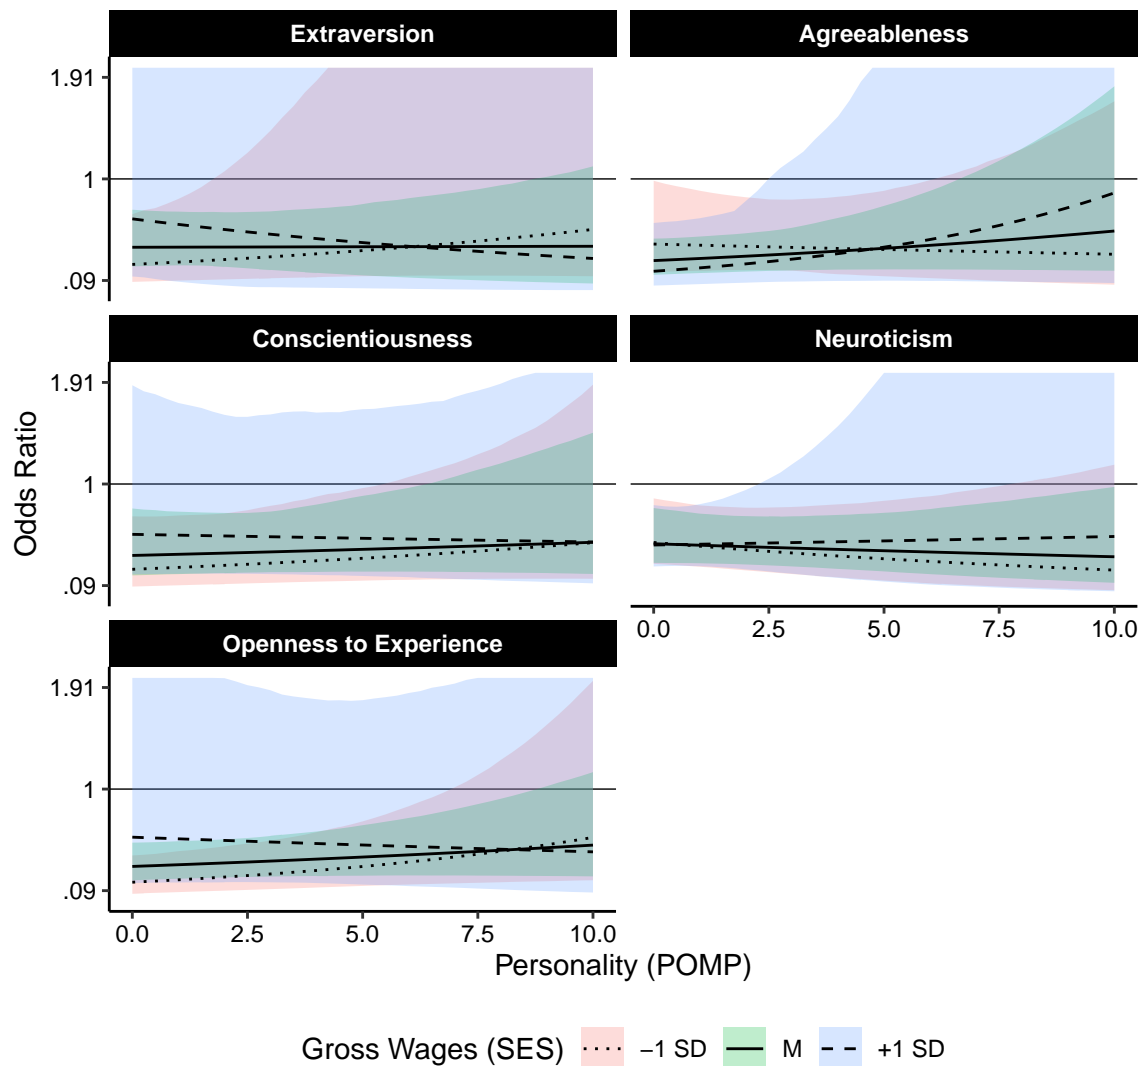 Extraversion
Agreeableness
1.91
1
.09
Conscientiousness
Neuroticism
1.91
1
.09
0.0 2.5 5.0 7.5 10.0
Openness to Experience
1.91
1
.09
0.0 2.5 5.0 7.5 10.0
Odds Ratio
Personality (POMP)
Gross Wages (SES) −1 SD M +1 SD